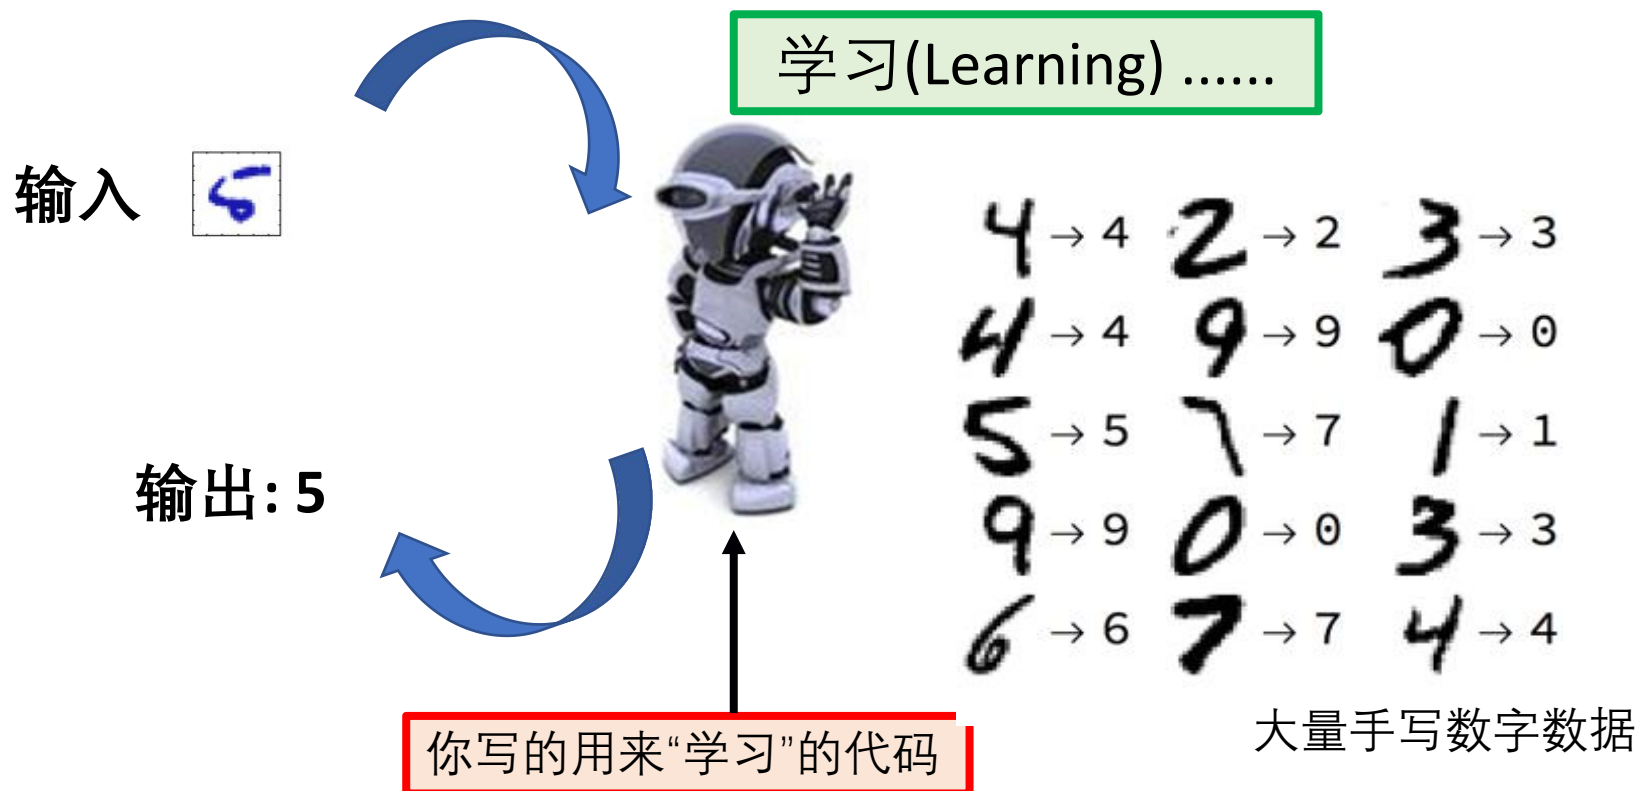 学习(Learning) ......
输入 5
4 → 4 2 → 2 3 → 3
4 → 4 9 → 9 0 → 0
5 → 5 7 → 7 1 → 1
9 → 9 0 → 0 3 → 3
6 → 6 7 → 7 4 → 4
输出: 5
你写的用来“学习”的代码
大量手写数字数据